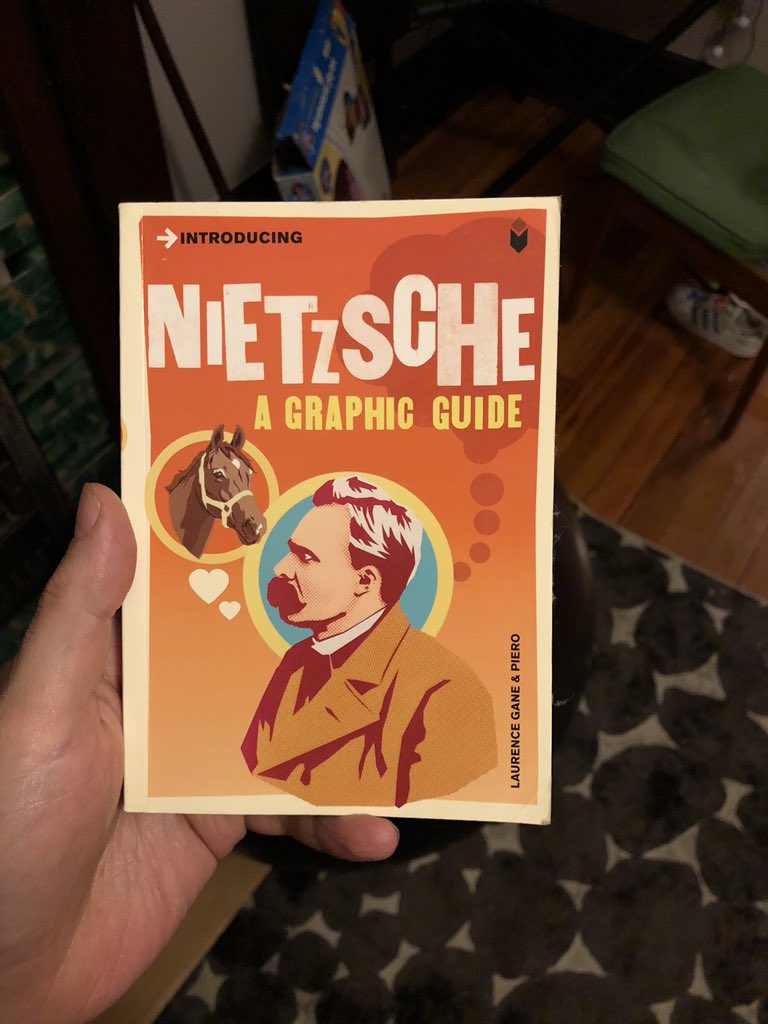 INTRODUCING
NIETZSCHE
A GRAPHIC GUIDE
LAURENCE GANE & PIERO